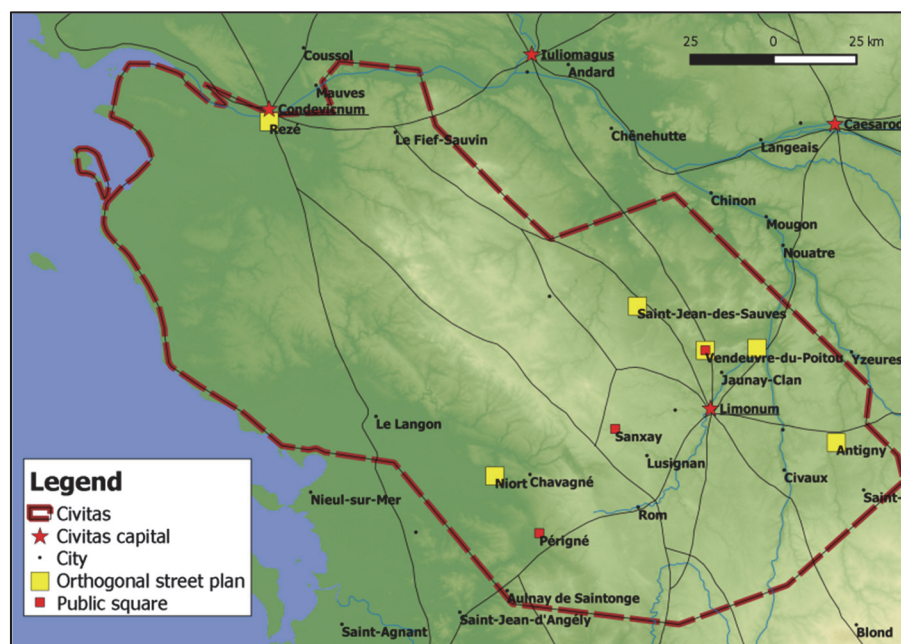 Coussol
Iuliomagus
Andard
25 0 25 km
Mauves
Condevicnum
Rezé
Le Fief-Sauvin
Chênehutte
Caesarod
Langeais
Chinon
Mougon
Nouatre
Saint-Jean-des-Sauves
Vendeuvre-du-Poitou
Yzeures
Jaunay-Clan
Limonum
Le Langon
Sanxay
Antigny
Lusignan
Niort
Chavagné
Civaux
Nieul-sur-Mer
Saint-
Rom
Périgné
Aulnay de Saintonge
Saint-Jean-d'Angély
Saint-Agnant
Blond
Legend
Civitas
Civitas capital
City
Orthogonal street plan
Public square